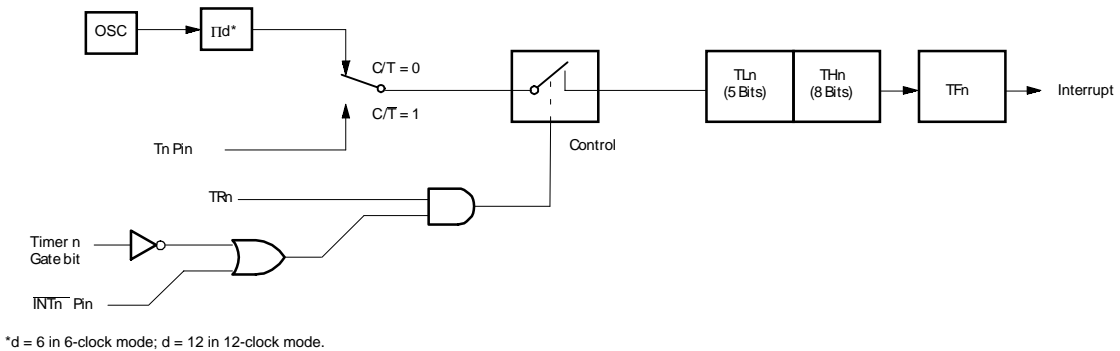 OSC
Πd*
C/T = 0
C/T̅ = 1
Tn Pin
Control
TLn
(5 Bits)
THn
(8 Bits)
TFn
Interrupt
TRn
Timer n
Gate bit
I̅N̅T̅n̅ Pin
*d = 6 in 6-clock mode; d = 12 in 12-clock mode.